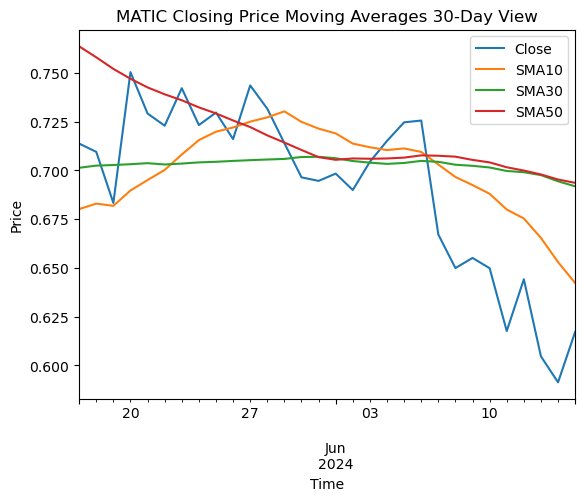 MATIC Closing Price Moving Averages 30-Day View
Close
SMA10
SMA30
SMA50
0.750
0.725
0.700
0.675
0.650
0.625
0.600
Price
20
27
03
10
Jun
2024
Time